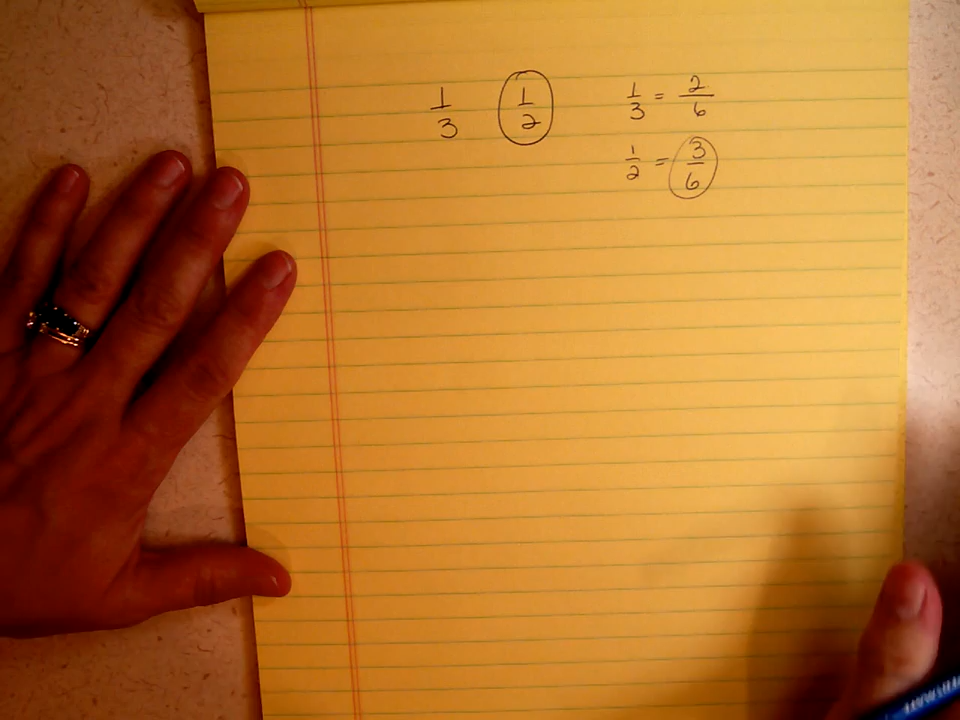 1/3 1/2 1/3 = 2/6
1/2 = 3/6